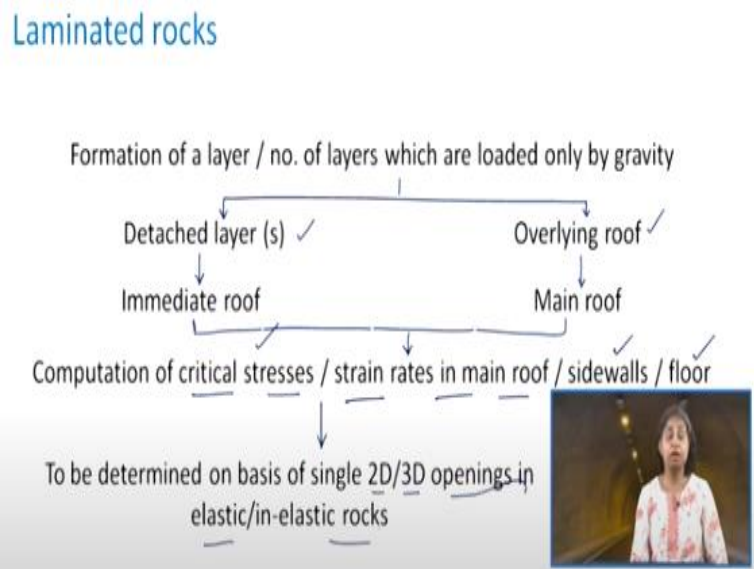 Laminated rocks
Formation of a layer / no. of layers which are loaded only by gravity
Detached layer (s)
Overlying roof
Immediate roof
Main roof
Computation of critical stresses / strain rates in main roof / sidewalls / floor
To be determined on basis of single 2D/3D openings in
elastic/in-elastic rocks